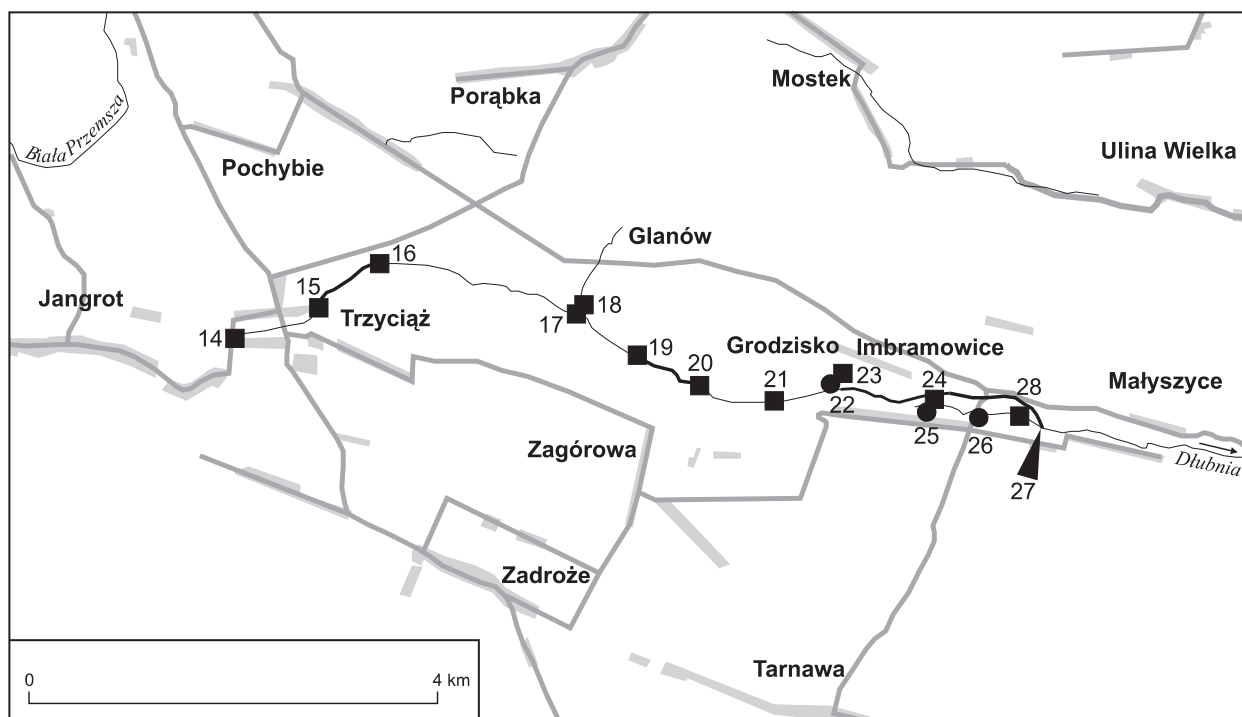 Mostek
Porąbka
Biała Przemsza
Pochybie
Ulina Wielka
Glanów
16
15
Jangrot
18
14
Trzyciąż
17
19
Grodzisko
Imbramowice
20
23
24
28
Małyszyce
21
22
25
26
Zagórowa
Dłubnia
27
Zadroże
Tarnawa
0
4 km